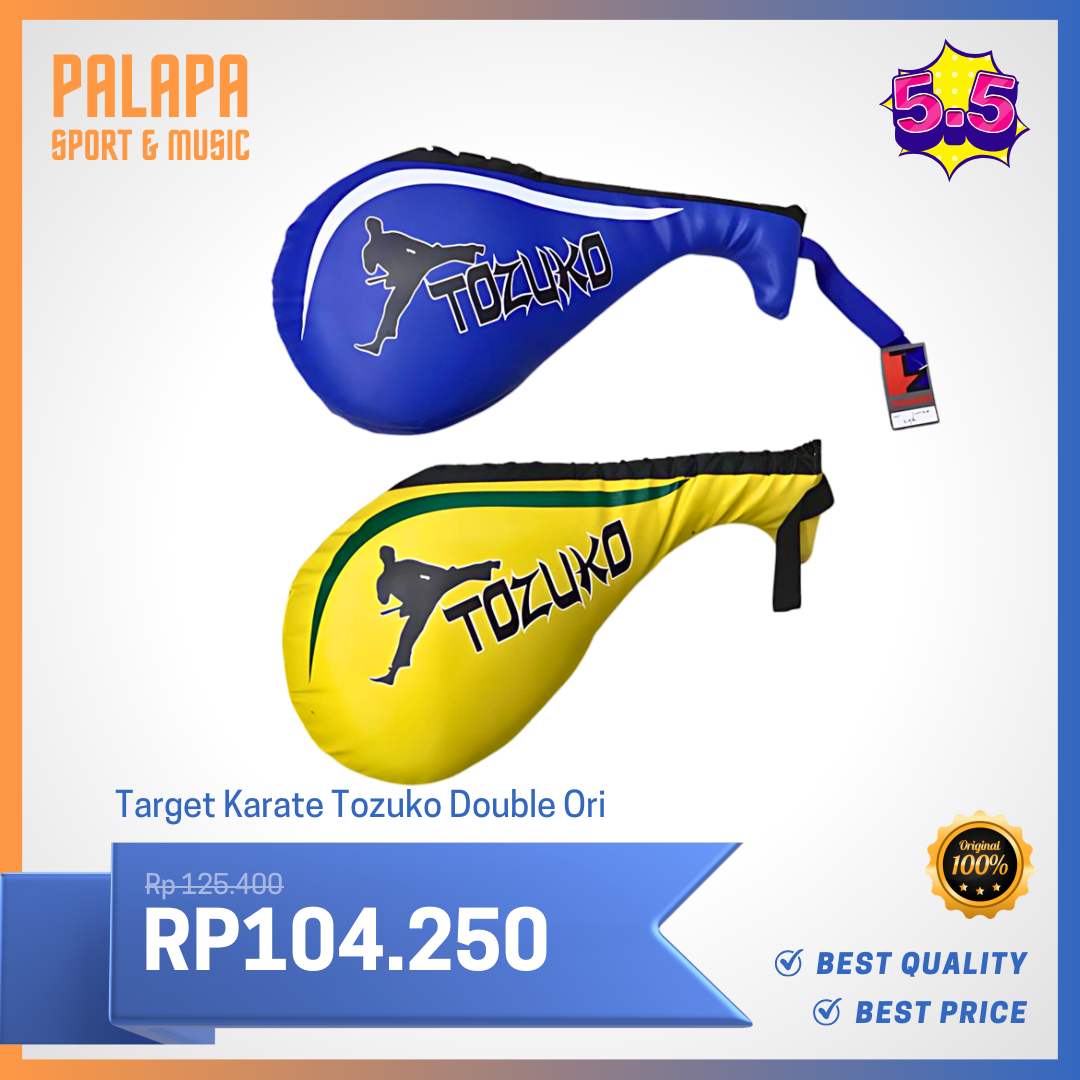 PALAPA
SPORT & MUSIC
5.5
TOZUKO
TOZUKO
Target Karate Tozuko Double Ori
Rp 125.400
RP104.250
Original
100%
BEST QUALITY
BEST PRICE